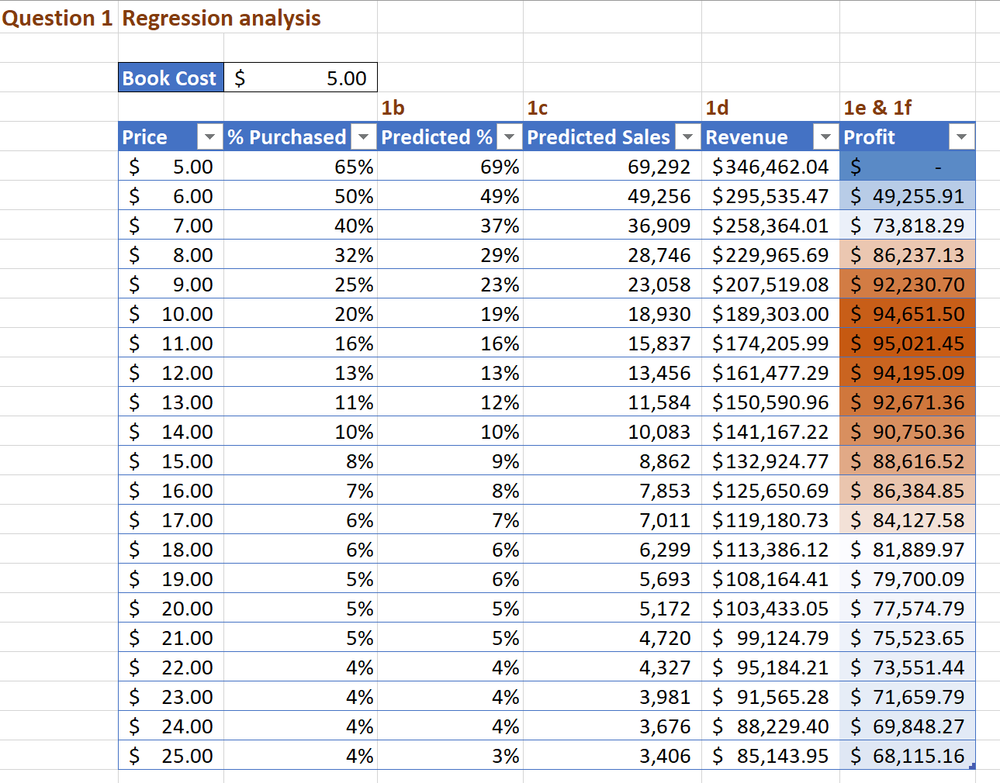 Question 1 Regression analysis
Book Cost $ 5.00
1b 1c 1d 1e & 1f
Price % Purchased Predicted % Predicted Sales Revenue Profit
$ 5.00 65% 69% 69,292 $346,462.04 $ -
$ 6.00 50% 49% 49,256 $295,535.47 $ 49,255.91
$ 7.00 40% 37% 36,909 $258,364.01 $ 73,818.29
$ 8.00 32% 29% 28,746 $229,965.69 $ 86,237.13
$ 9.00 25% 23% 23,058 $207,519.08 $ 92,230.70
$ 10.00 20% 19% 18,930 $189,303.00 $ 94,651.50
$ 11.00 16% 16% 15,837 $174,205.99 $ 95,021.45
$ 12.00 13% 13% 13,456 $161,477.29 $ 94,195.09
$ 13.00 11% 12% 11,584 $150,590.96 $ 92,671.36
$ 14.00 10% 10% 10,083 $141,167.22 $ 90,750.36
$ 15.00 8% 9% 8,862 $132,924.77 $ 88,616.52
$ 16.00 7% 8% 7,853 $125,650.69 $ 86,384.85
$ 17.00 6% 7% 7,011 $119,180.73 $ 84,127.58
$ 18.00 6% 6% 6,299 $113,386.12 $ 81,889.97
$ 19.00 5% 6% 5,693 $108,164.41 $ 79,700.09
$ 20.00 5% 5% 5,172 $103,433.05 $ 77,574.79
$ 21.00 5% 5% 4,720 $ 99,124.79 $ 75,523.65
$ 22.00 4% 4% 4,327 $ 95,184.21 $ 73,551.44
$ 23.00 4% 4% 3,981 $ 91,565.28 $ 71,659.79
$ 24.00 4% 4% 3,676 $ 88,229.40 $ 69,848.27
$ 25.00 4% 3% 3,406 $ 85,143.95 $ 68,115.16